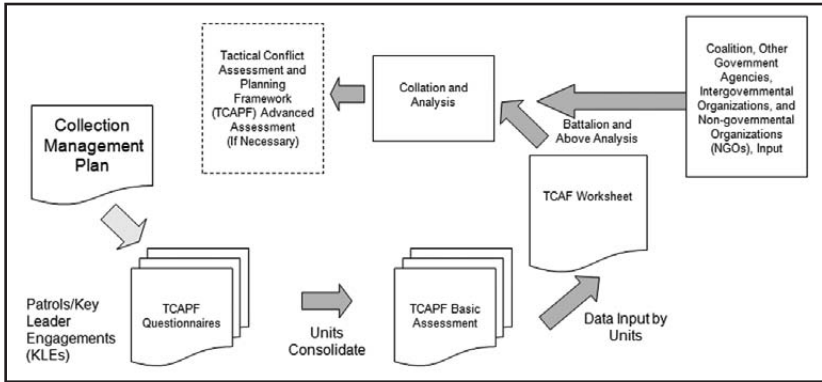 Collection
Management
Plan
Patrols/Key
Leader
Engagements
(KLEs)
TCAPF
Questionnaires
Units
Consolidate
TCAPF Basic
Assessment
Data Input by
Units
TCAF Worksheet
Battalion and
Above Analysis
Coalition, Other
Government
Agencies,
Intergovernmental
Organizations, and
Non-governmental
Organizations
(NGOs), Input
Collation and
Analysis
Tactical Conflict
Assessment and
Planning
Framework
(TCAPF) Advanced
Assessment
(If Necessary)